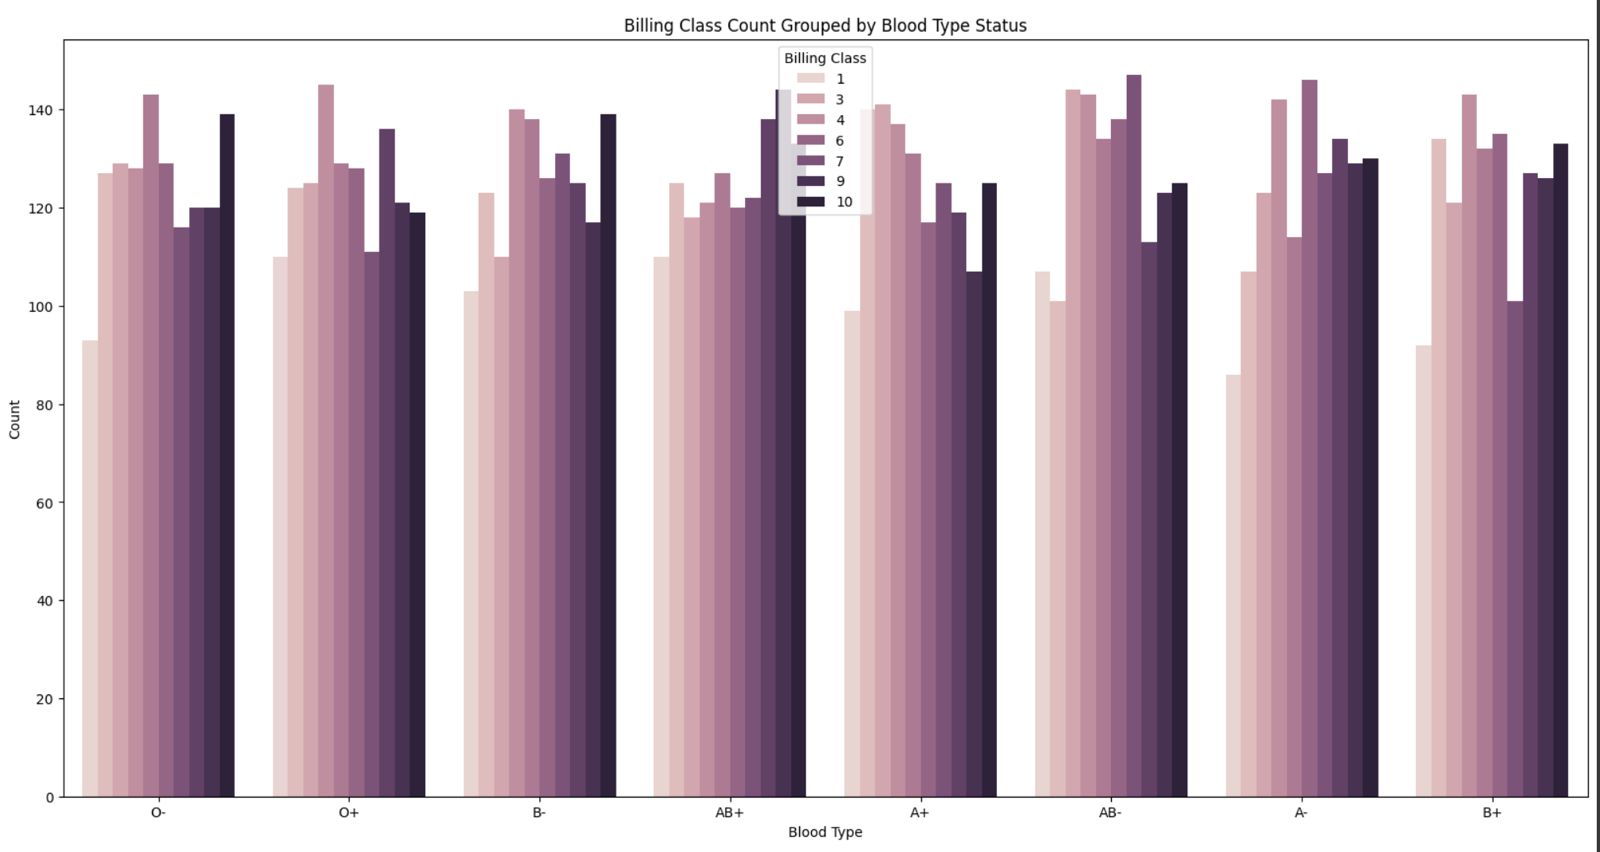 Billing Class Count Grouped by Blood Type Status
Billing Class
1
3
4
6
7
9
10
Count
140
120
100
80
60
40
20
0
O-
O+
B-
AB+
A+
AB-
A-
B+
Blood Type